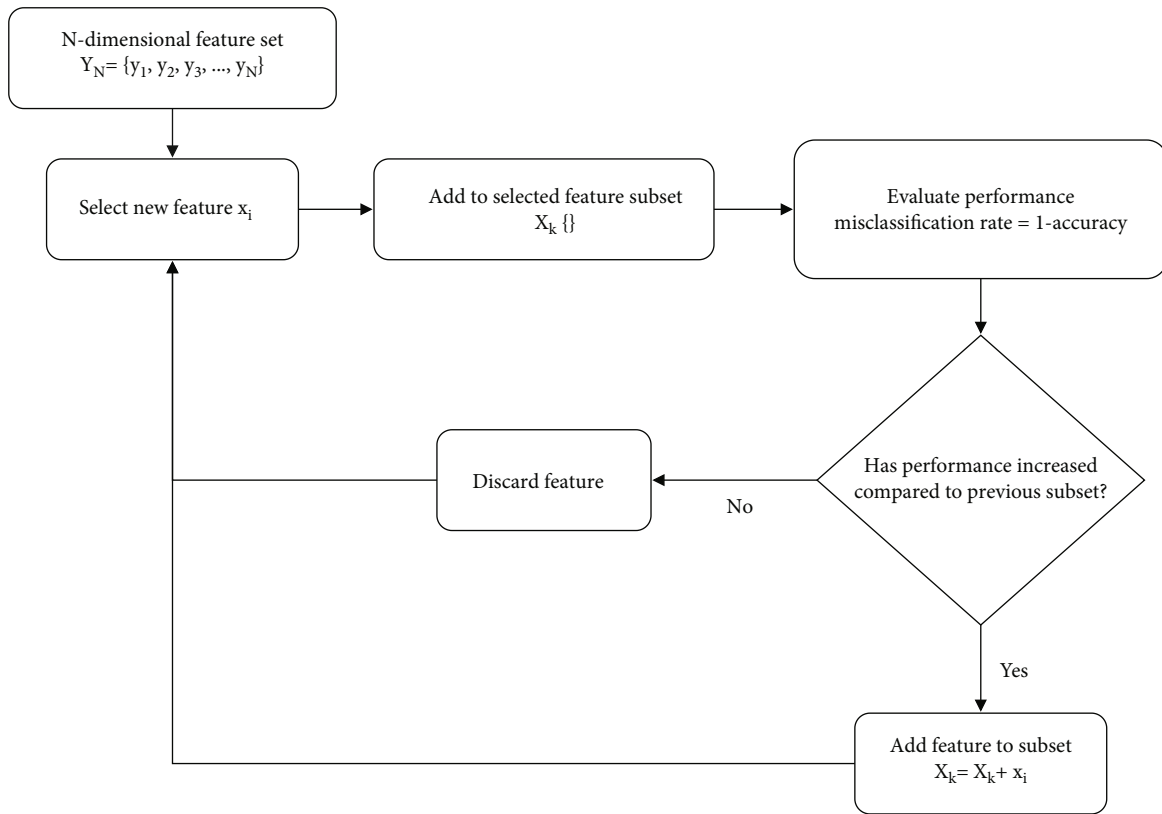 N-dimensional feature set
Y_N= {y_1, y_2, y_3, ..., y_N}
Select new feature x_i
Add to selected feature subset
X_k {}
Evaluate performance
misclassification rate = 1-accuracy
Has performance increased
compared to previous subset?
No
Discard feature
Yes
Add feature to subset
X_k= X_k+ x_i